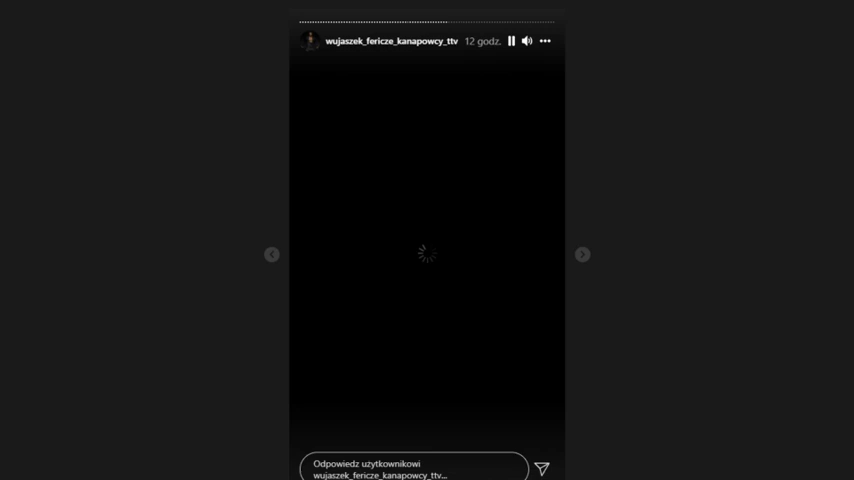 wujaszek_fericze_kanapowcy_ttv 12 godz.
Odpowiedz użytkownikowi
wujaszek_fericze_kanapowcy_ttv...